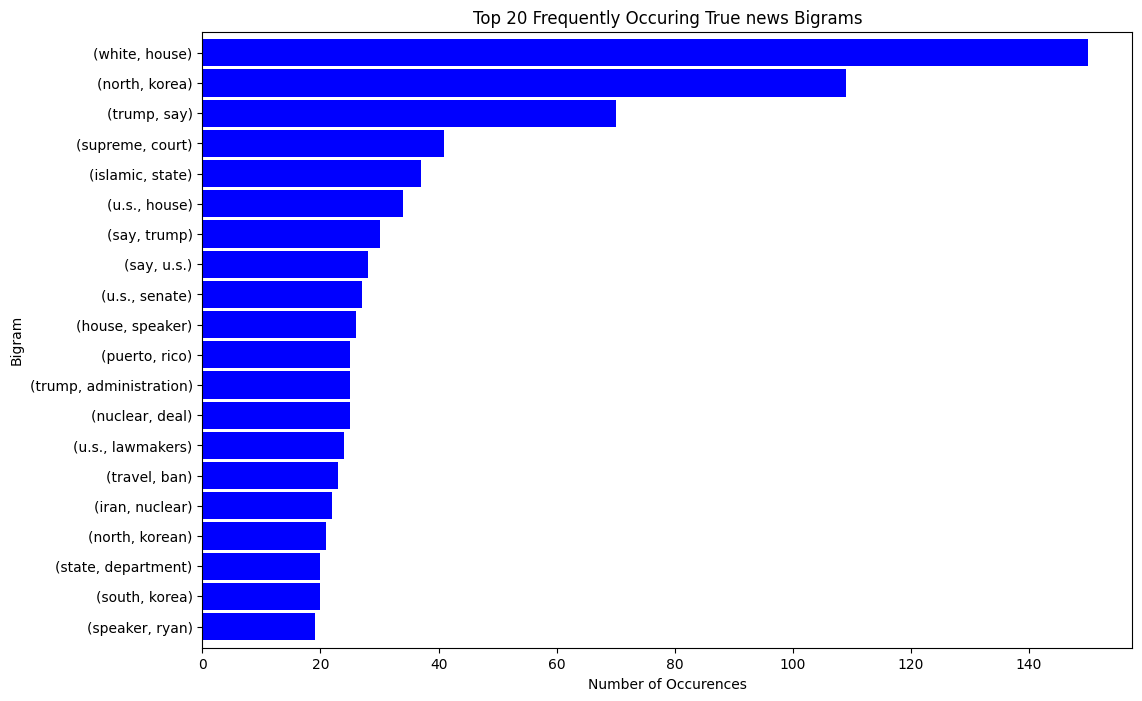 Top 20 Frequently Occuring True news Bigrams
Bigram
(white, house)
(north, korea)
(trump, say)
(supreme, court)
(islamic, state)
(u.s., house)
(say, trump)
(say, u.s.)
(u.s., senate)
(house, speaker)
(puerto, rico)
(trump, administration)
(nuclear, deal)
(u.s., lawmakers)
(travel, ban)
(iran, nuclear)
(north, korean)
(state, department)
(south, korea)
(speaker, ryan)
0 20 40 60 80 100 120 140
Number of Occurences